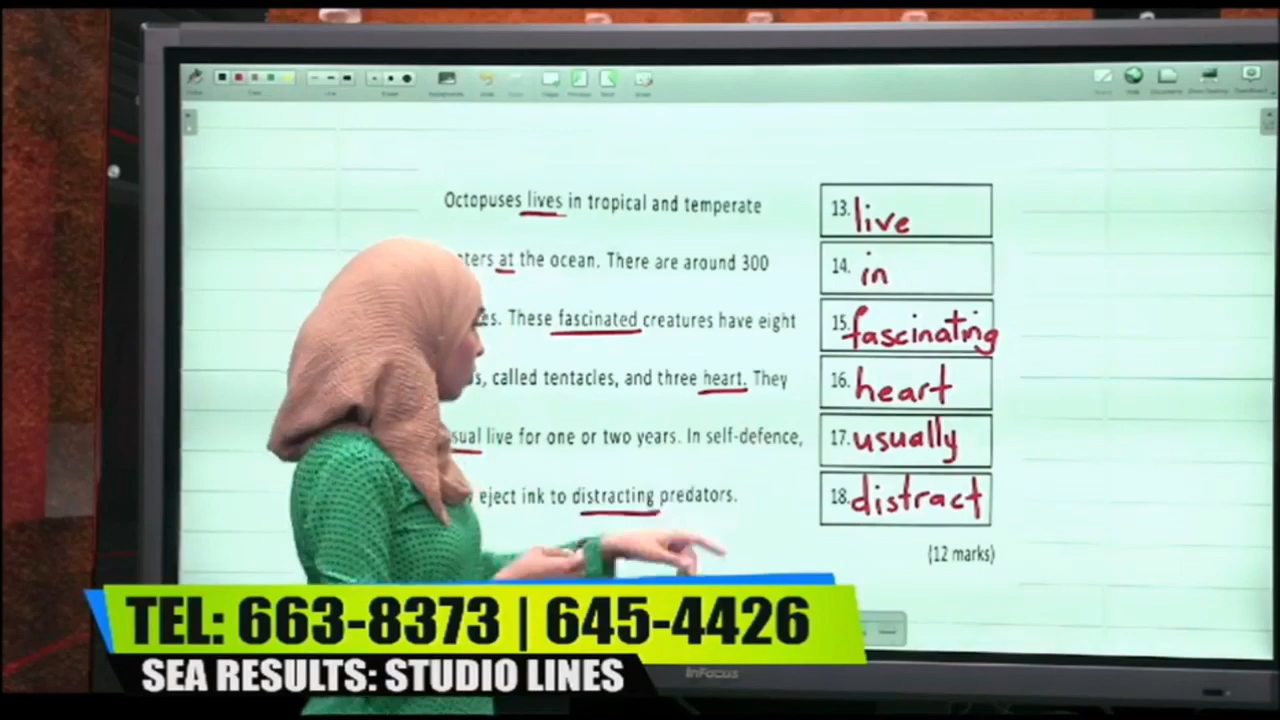 Octopuses lives in tropical and temperate
13. live
at the ocean. There are around 300
14. in
These fascinated creatures have eight
15. fascinating
called tentacles, and three heart. They
16. heart
live for one or two years. In self-defence,
17. usually
eject ink to distracting predators.
18. distract
(12 marks)
TEL: 663-8373 | 645-4426
SEA RESULTS: STUDIO LINES
InFocus